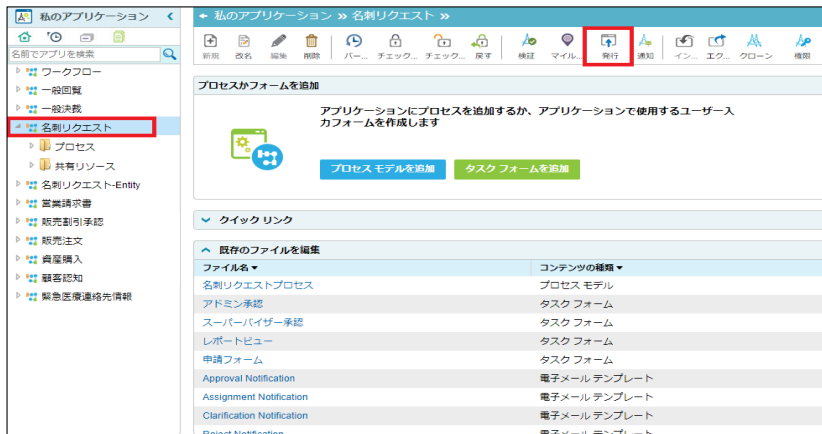 私のアプリケーション
← 私のアプリケーション » 名刺リクエスト »
名前でアプリを検索
新規 改名 編集 削除 バー... チェック... チェック... 戻す 検証 マイル... 発行 通知 イン... エク... クローン 権限
ワークフロー
一般回覧
一般決裁
名刺リクエスト
プロセス
共有リソース
名刺リクエスト-Entity
営業請求書
販売割引承認
販売注文
資産購入
顧客認知
緊急医療連絡先情報
プロセスかフォームを追加
アプリケーションにプロセスを追加するか、アプリケーションで使用するユーザー入
力フォームを作成します
プロセス モデルを追加 タスク フォームを追加
クイック リンク
既存のファイルを編集
ファイル名▼ コンテンツの種類▼
名刺リクエストプロセス プロセス モデル
アドミン承認 タスク フォーム
スーパーバイザー承認 タスク フォーム
レポートビュー タスク フォーム
申請フォーム タスク フォーム
Approval Notification 電子メール テンプレート
Assignment Notification 電子メール テンプレート
Clarification Notification 電子メール テンプレート
Reject Notification 電子メール テンプレート